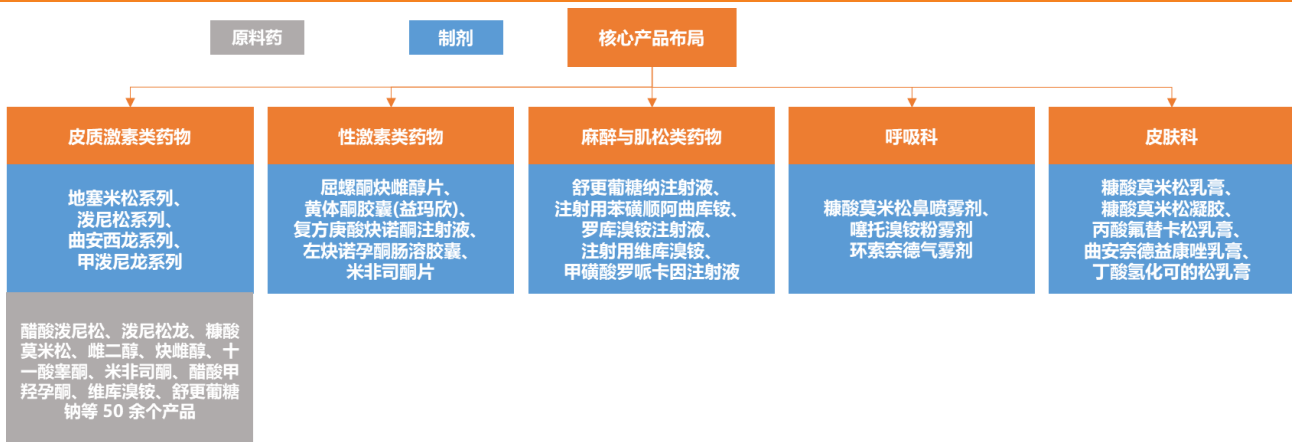 原料药
制剂
核心产品布局
皮质激素类药物
地塞米松系列、
泼尼松系列、
曲安西龙系列、
甲泼尼龙系列
醋酸泼尼松、泼尼松龙、糠酸
莫米松、雌二醇、炔雌醇、十
一酸睾酮、米非司酮、醋酸甲
羟孕酮、维库溴铵、舒更葡糖
钠等 50 余个产品
性激素类药物
屈螺酮炔雌醇片、
黄体酮胶囊(益玛欣)、
复方庚酸炔诺酮注射液、
左炔诺孕酮肠溶胶囊、
米非司酮片
麻醉与肌松类药物
舒更葡糖纳注射液、
注射用苯磺顺阿曲库铵、
罗库溴铵注射液、
注射用维库溴铵、
甲磺酸罗哌卡因注射液
呼吸科
糠酸莫米松鼻喷雾剂、
噻托溴铵粉雾剂
环索奈德气雾剂
皮肤科
糠酸莫米松乳膏、
糠酸莫米松凝胶、
丙酸氟替卡松乳膏、
曲安奈德益康唑乳膏、
丁酸氢化可的松乳膏